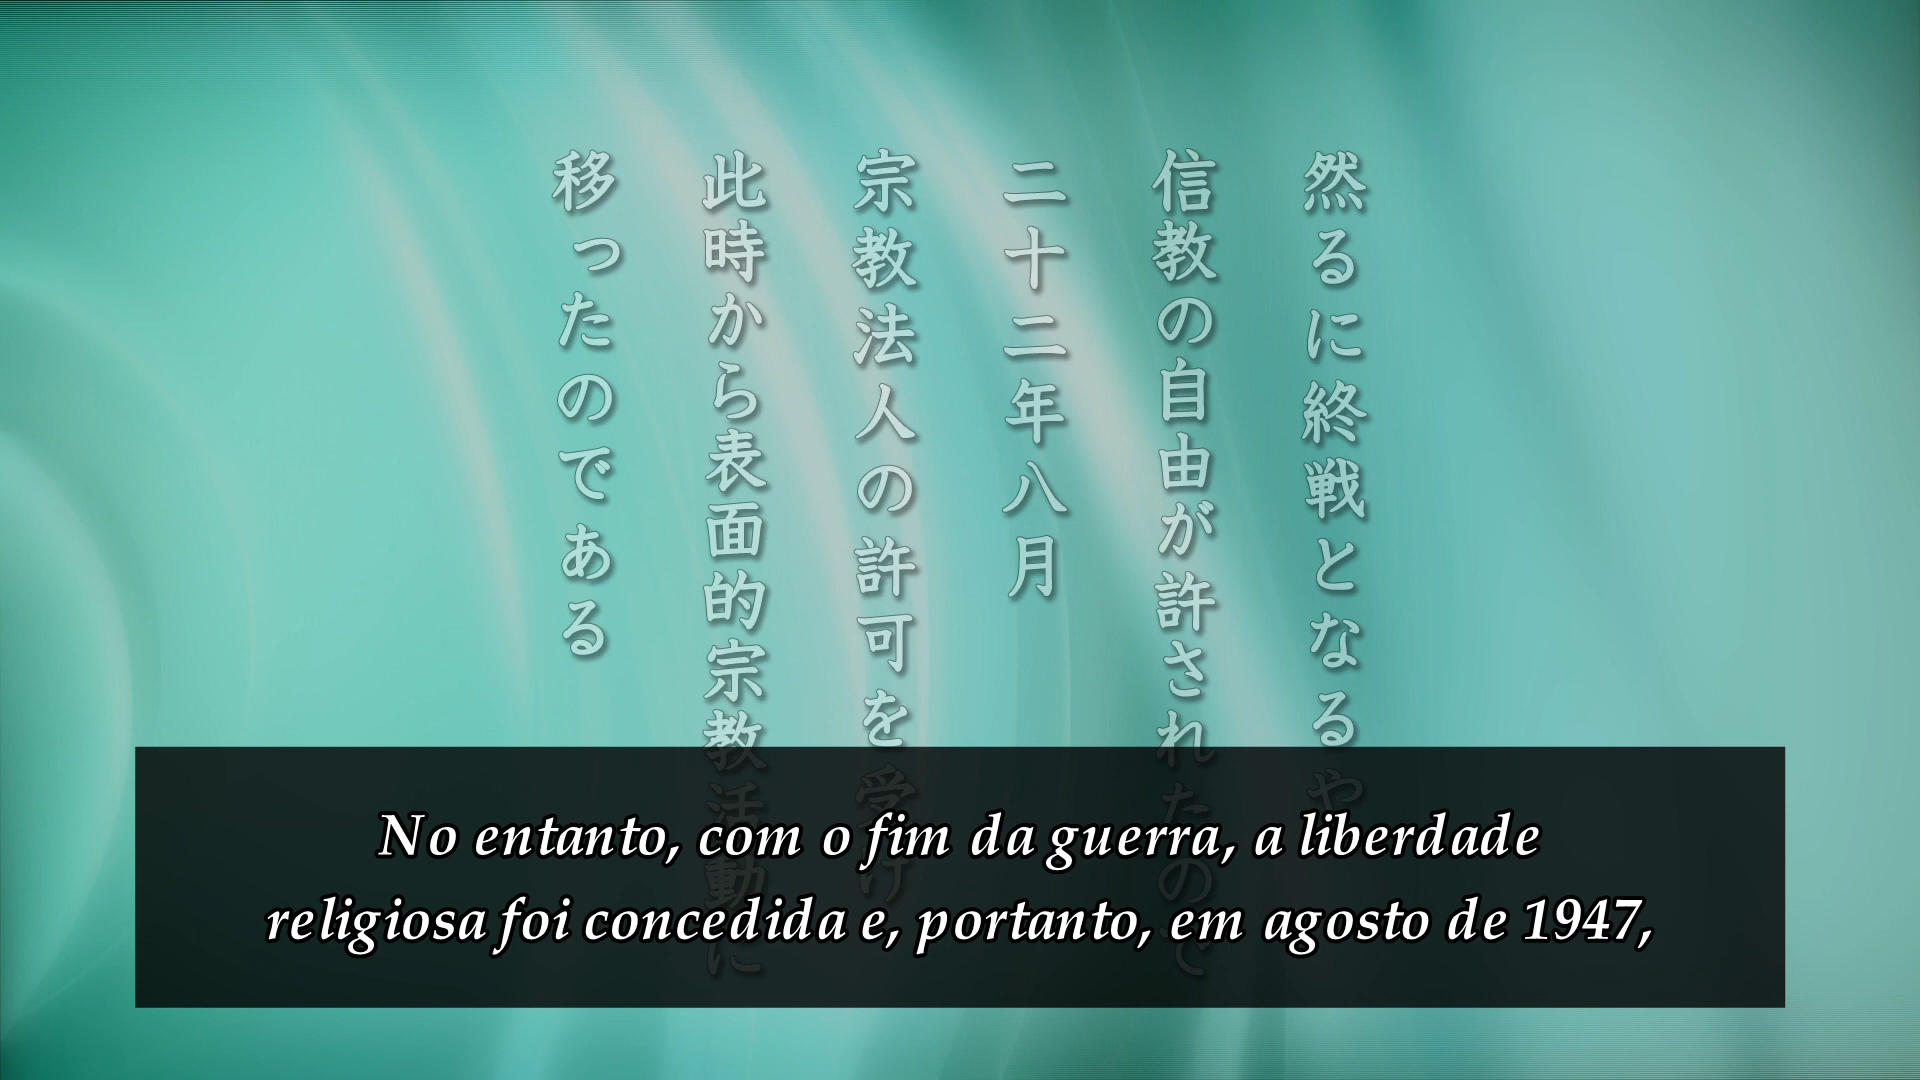 然るに終戦となるや
信教の自由が許されたので
二十二年八月
宗教法人の許可を受け
此時から表面的宗教活動に
移ったのである
No entanto, com o fim da guerra, a liberdade
religiosa foi concedida e, portanto, em agosto de 1947,